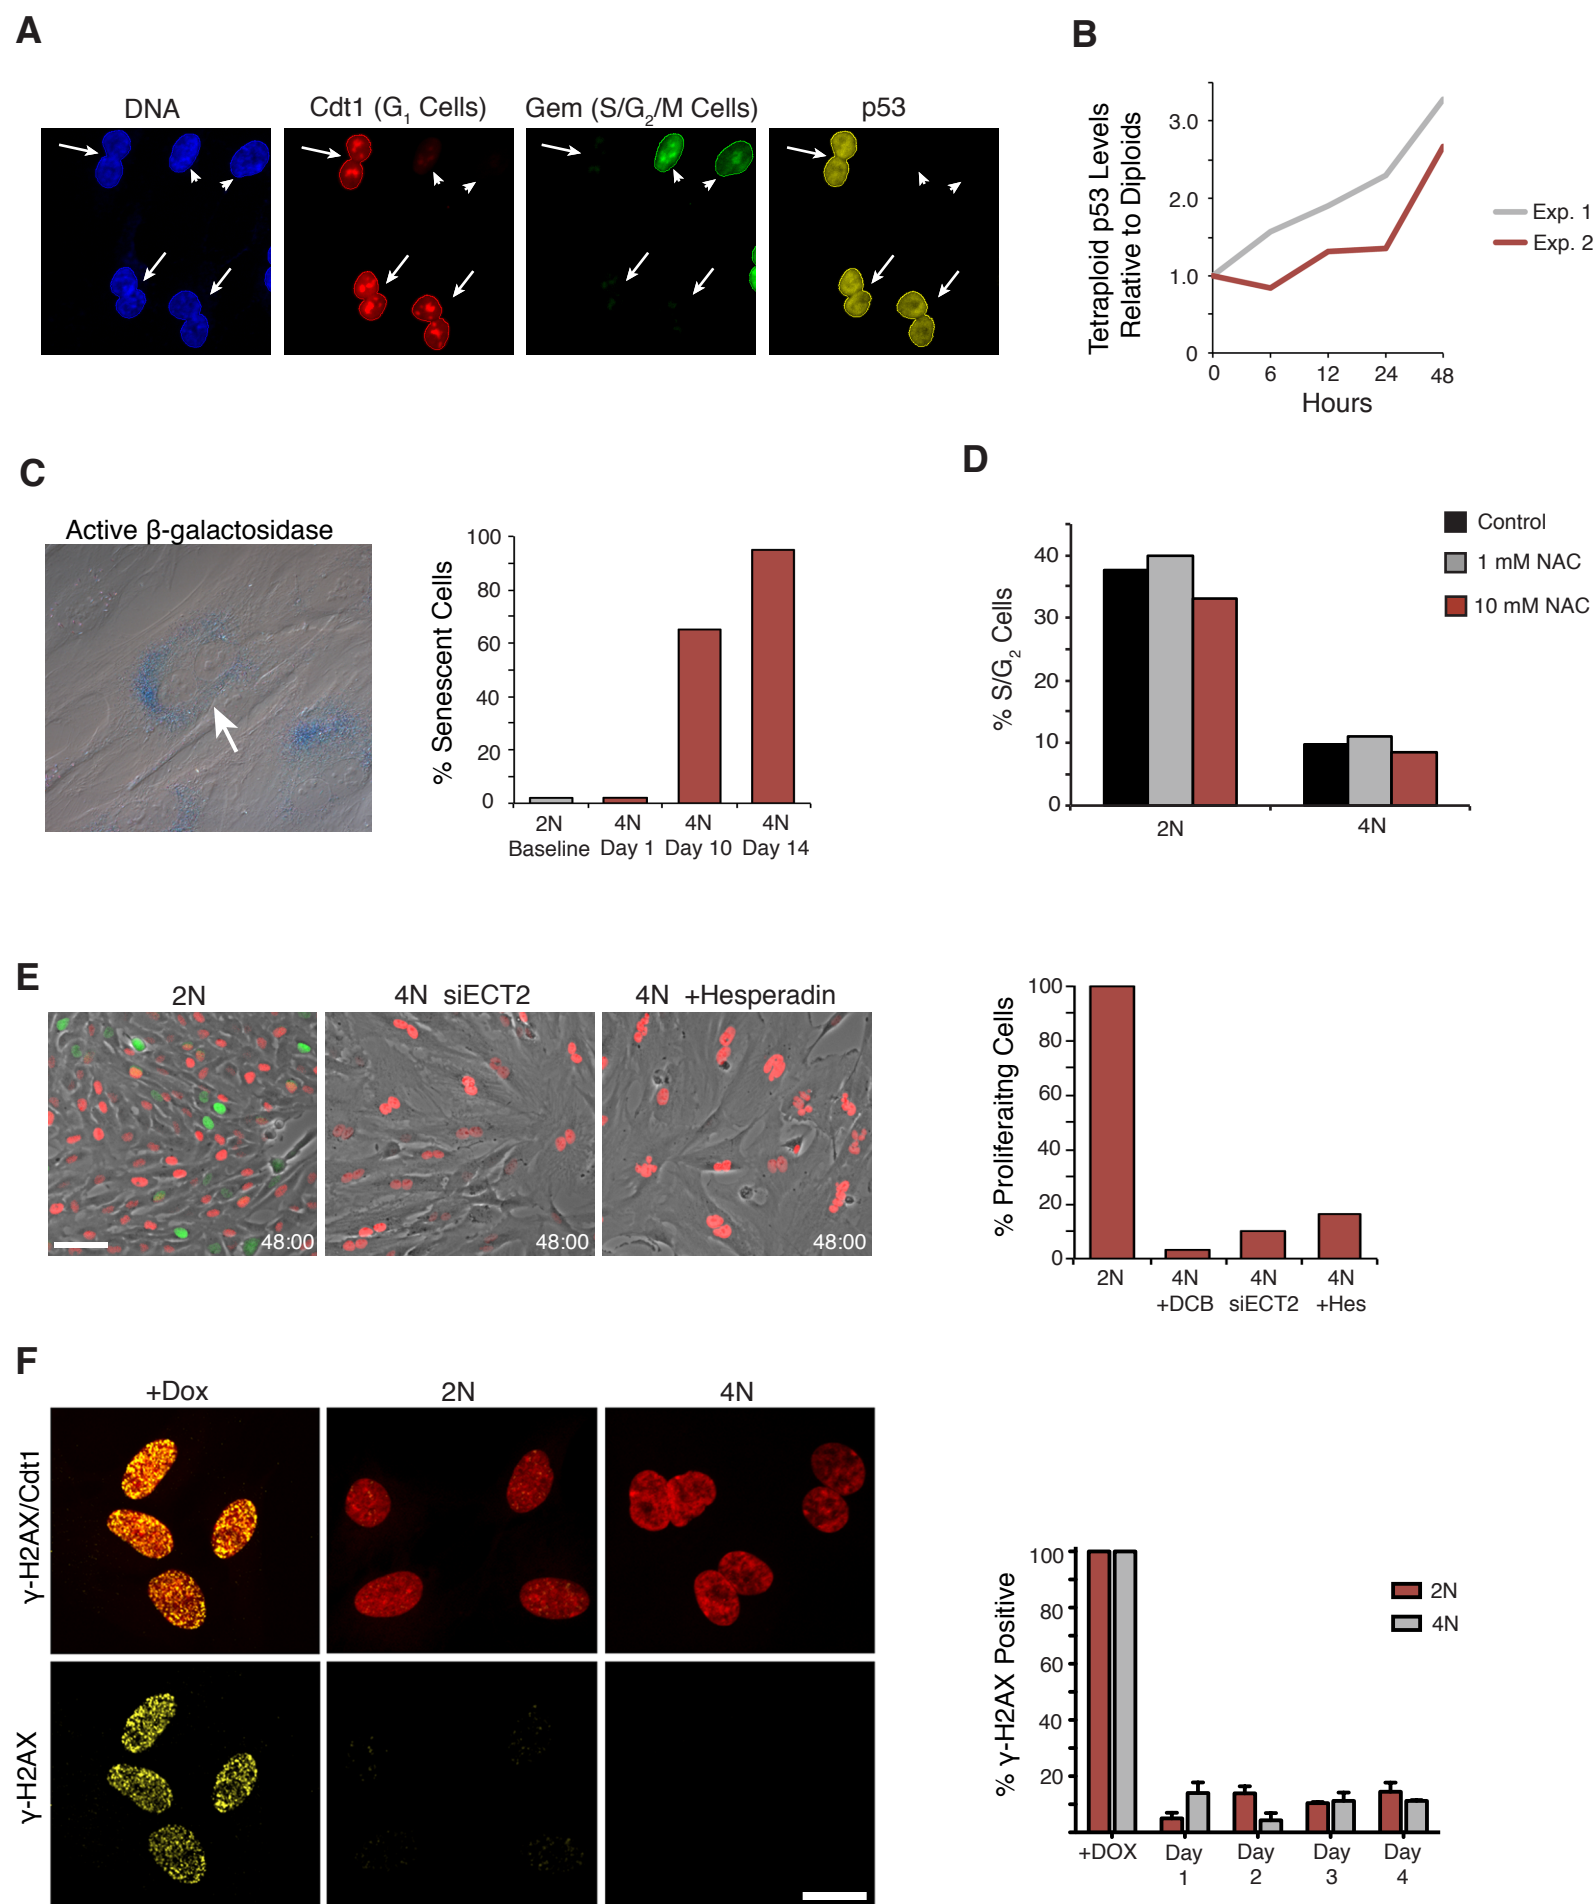 A
DNA
Cdt1 (G1 Cells)
Gem (S/G2/M Cells)
p53
B
Tetraploid p53 Levels
Relative to Diploids
3.0
2.0
1.0
0
0 6 12 24 48
Hours
Exp. 1
Exp. 2
C
Active β-galactosidase
% Senescent Cells
100
80
60
40
20
0
2N
Baseline
4N
Day 1
4N
Day 10
4N
Day 14
D
% S/G2 Cells
40
30
20
10
0
2N
4N
Control
1 mM NAC
10 mM NAC
E
2N
4N siECT2
4N +Hesperadin
48:00
48:00
48:00
% Proliferaitng Cells
100
80
60
40
20
0
2N
4N
+DCB
4N
siECT2
4N
+Hes
F
+Dox
2N
4N
γ-H2AX/Cdt1
γ-H2AX
% γ-H2AX Positive
100
80
60
40
20
+DOX
Day
1
Day
2
Day
3
Day
4
2N
4N